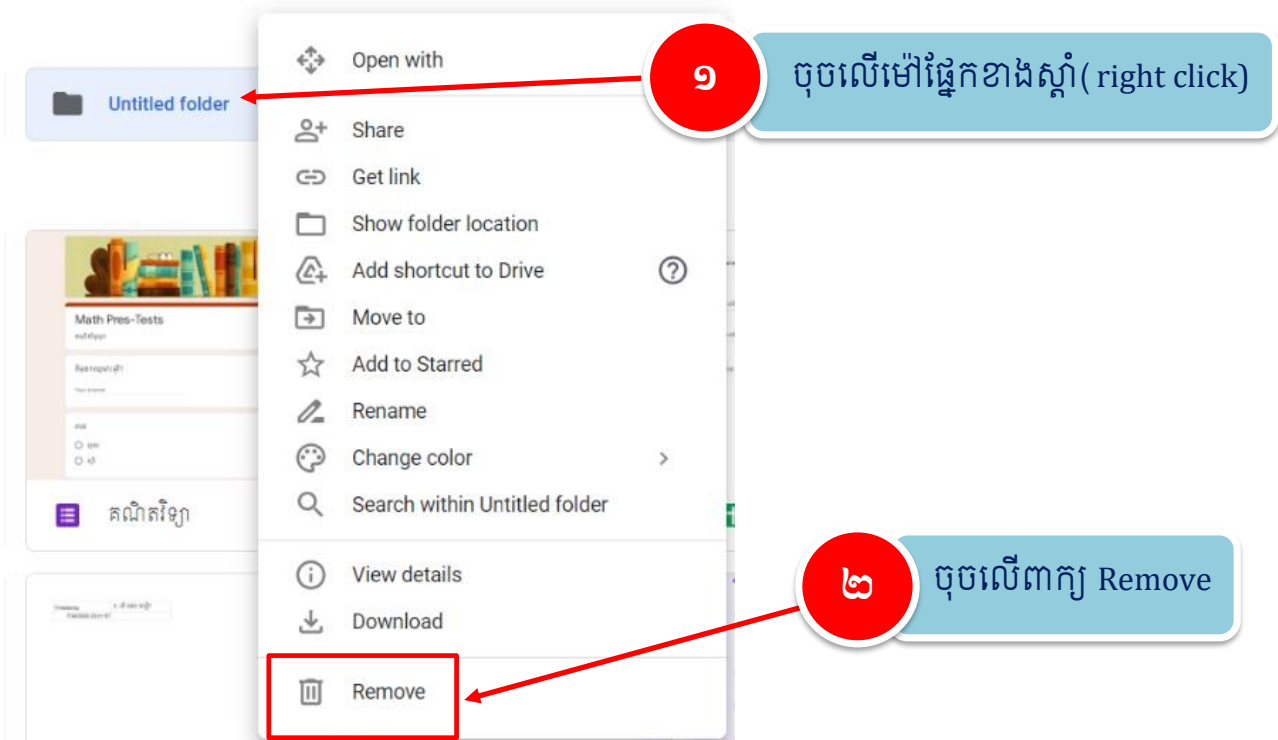 Open with
១
ចុចលើម៉ៅផ្នែកខាងស្តាំ( right click)
Untitled folder
Share
Get link
Show folder location
Add shortcut to Drive
Move to
Math Pres-Tests
Add to Starred
Rename
Change color
Search within Untitled folder
គណិតវិទ្យា
View details
២
ចុចលើពាក្យ Remove
Download
Remove